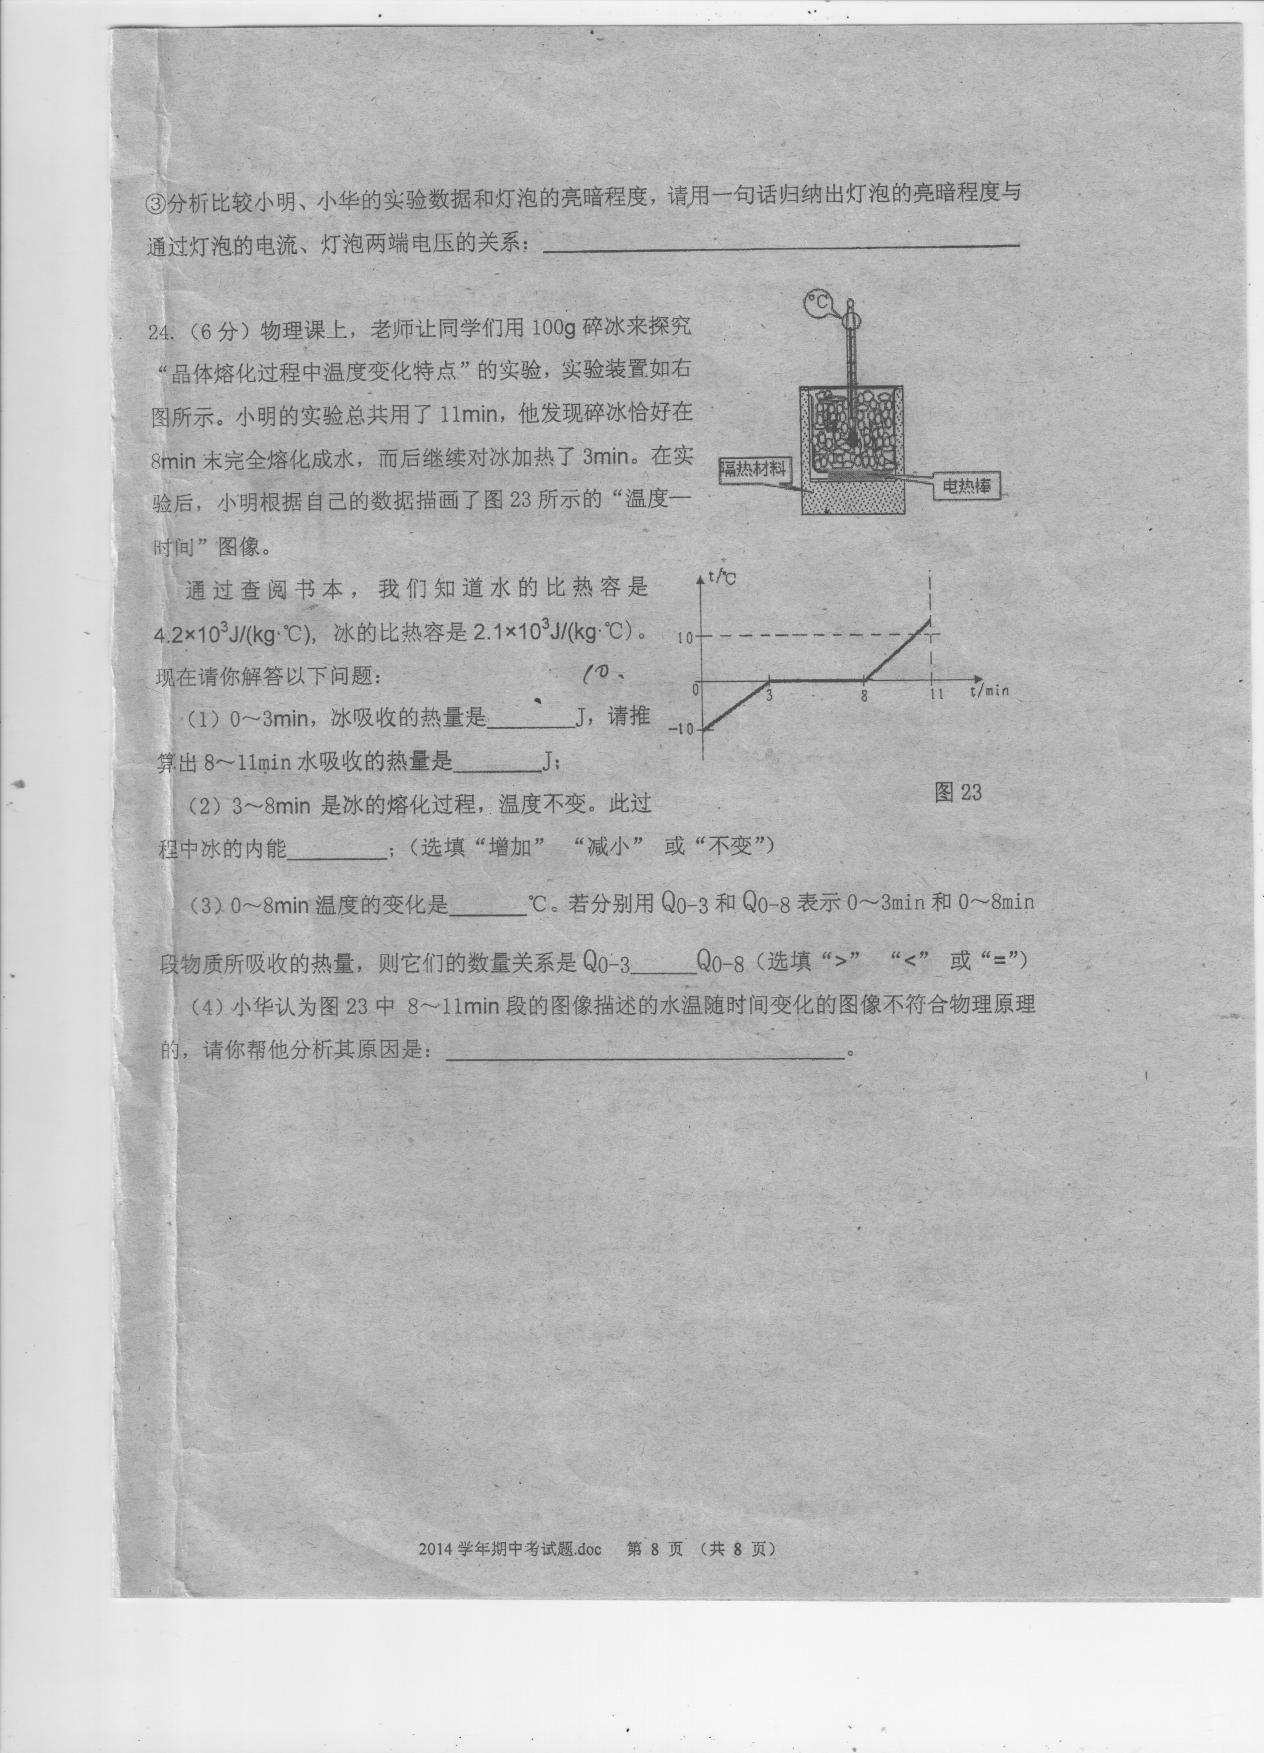 ③分析比较小明、小华的实验数据和灯泡的亮暗程度，请用一句话归纳出灯泡的亮暗程度与
通过灯泡的电流、灯泡两端电压的关系：
24.（6分）物理课上，老师让同学们用100g碎冰来探究
“晶体熔化过程中温度变化特点”的实验，实验装置如右
图所示。小明的实验总共用了11min，他发现碎冰恰好在
8min末完全熔化成水，而后继续对冰加热了3min。在实
验后，小明根据自己的数据描画了图23所示的“温度—
时间”图像。
℃
隔热材料
电热棒
通过查阅书本，我们知道水的比热容是
4.2×10³J/(kg·℃)，冰的比热容是2.1×10³J/(kg·℃)。
现在请你解答以下问题：
10.
（1）0～3min，冰吸收的热量是________J，请推
算出8～11min水吸收的热量是________J；
t/℃
10
0
3
8
11
t/min
-10
图23
（2）3～8min 是冰的熔化过程，温度不变。此过
程中冰的内能_________；（选填“增加” “减小” 或“不变”）
（3）0～8min温度的变化是_______℃。若分别用Q0-3和Q0-8表示0～3min和0～8min
段物质所吸收的热量，则它们的数量关系是Q0-3______Q0-8（选填“>” “<” 或“=”）
（4）小华认为图23中 8～11min段的图像描述的水温随时间变化的图像不符合物理原理
的，请你帮他分析其原因是：____________________________________。
2014学年期中考试题.doc 第 8 页 （共 8 页）